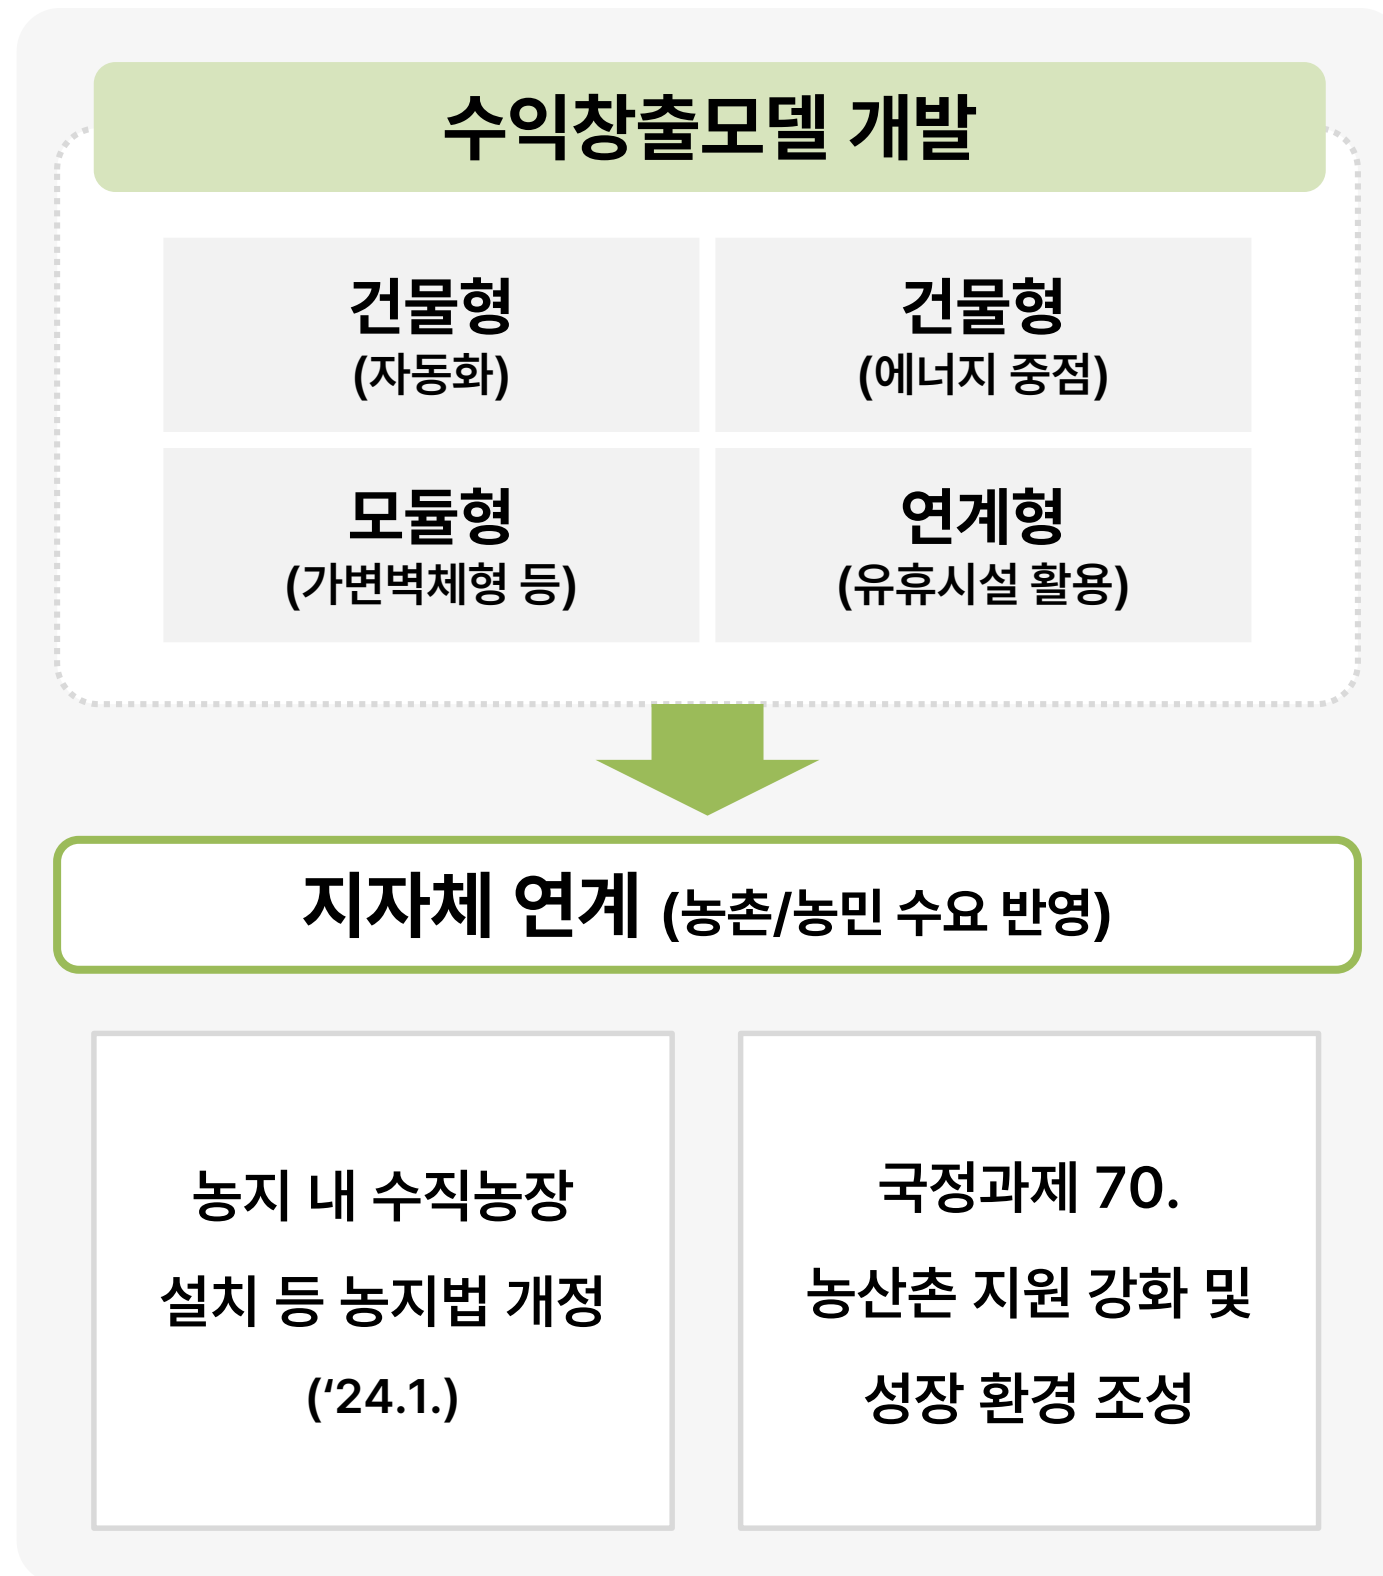 수익창출모델 개발
건물형
(자동화)
건물형
(에너지 중점)
모듈형
(가변벽체형 등)
연계형
(유휴시설 활용)
지자체 연계 (농촌/농민 수요 반영)
농지 내 수직농장
설치 등 농지법 개정
(‘24.1.)
국정과제 70.
농산촌 지원 강화 및
성장 환경 조성